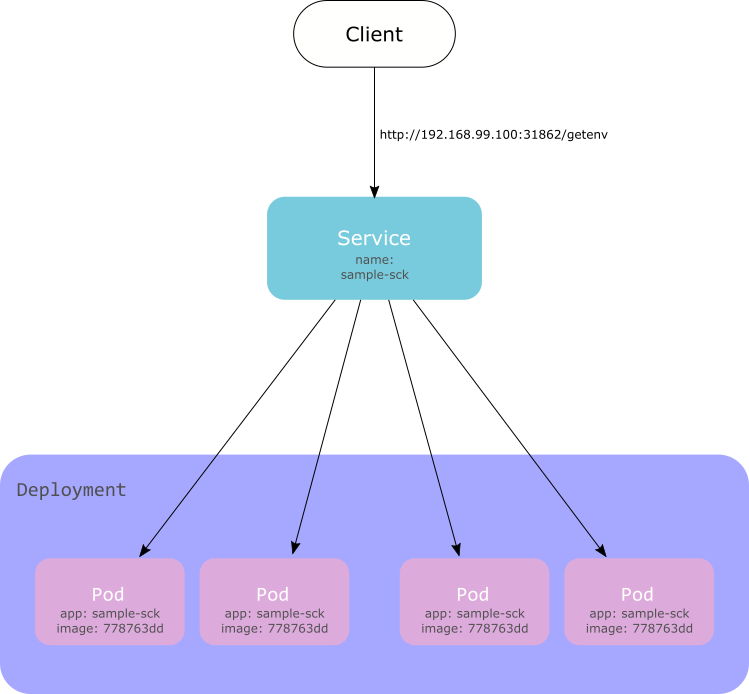 Client
http://192.168.99.100:31862/getenv
Service
name:
sample-sck
Deployment
Pod
app: sample-sck
image: 778763dd
Pod
app: sample-sck
image: 778763dd
Pod
app: sample-sck
image: 778763dd
Pod
app: sample-sck
image: 778763dd